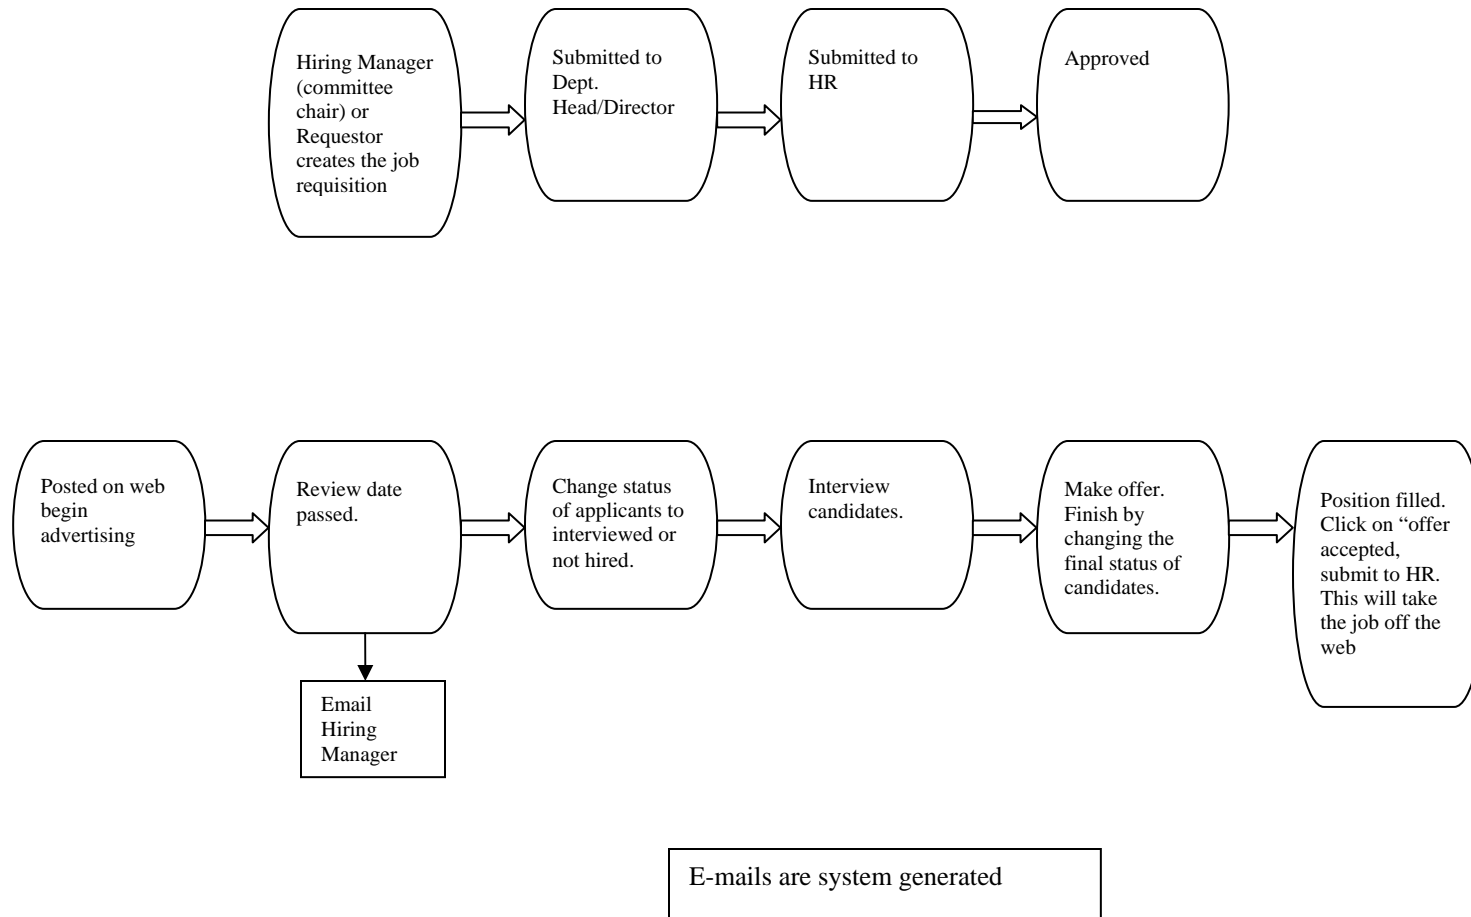 Hiring Manager
(committee
chair) or
Requestor
creates the job
requisition
Submitted to
Dept.
Head/Director
Submitted to
HR
Approved
Posted on web
begin
advertising
Review date
passed.
Change status
of applicants to
interviewed or
not hired.
Interview
candidates.
Make offer.
Finish by
changing the
final status of
candidates.
Position filled.
Click on “offer
accepted,
submit to HR.
This will take
the job off the
web
Email
Hiring
Manager
E-mails are system generated